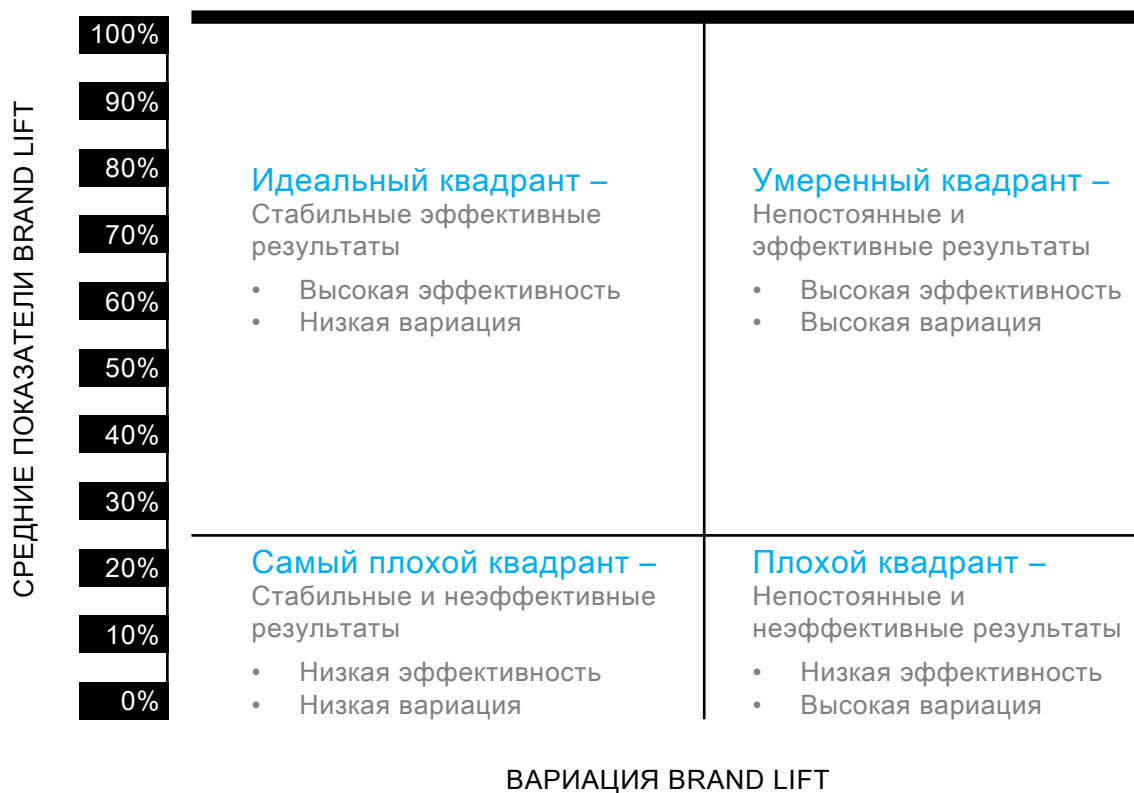 СРЕДНИЕ ПОКАЗАТЕЛИ BRAND LIFT
100%
90%
80%
70%
60%
50%
40%
30%
20%
10%
0%
Идеальный квадрант –
Стабильные эффективные
результаты
• Высокая эффективность
• Низкая вариация
Умеренный квадрант –
Непостоянные и
эффективные результаты
• Высокая эффективность
• Высокая вариация
Самый плохой квадрант –
Стабильные и неэффективные
результаты
• Низкая эффективность
• Низкая вариация
Плохой квадрант –
Непостоянные и
неэффективные результаты
• Низкая эффективность
• Высокая вариация
ВАРИАЦИЯ BRAND LIFT